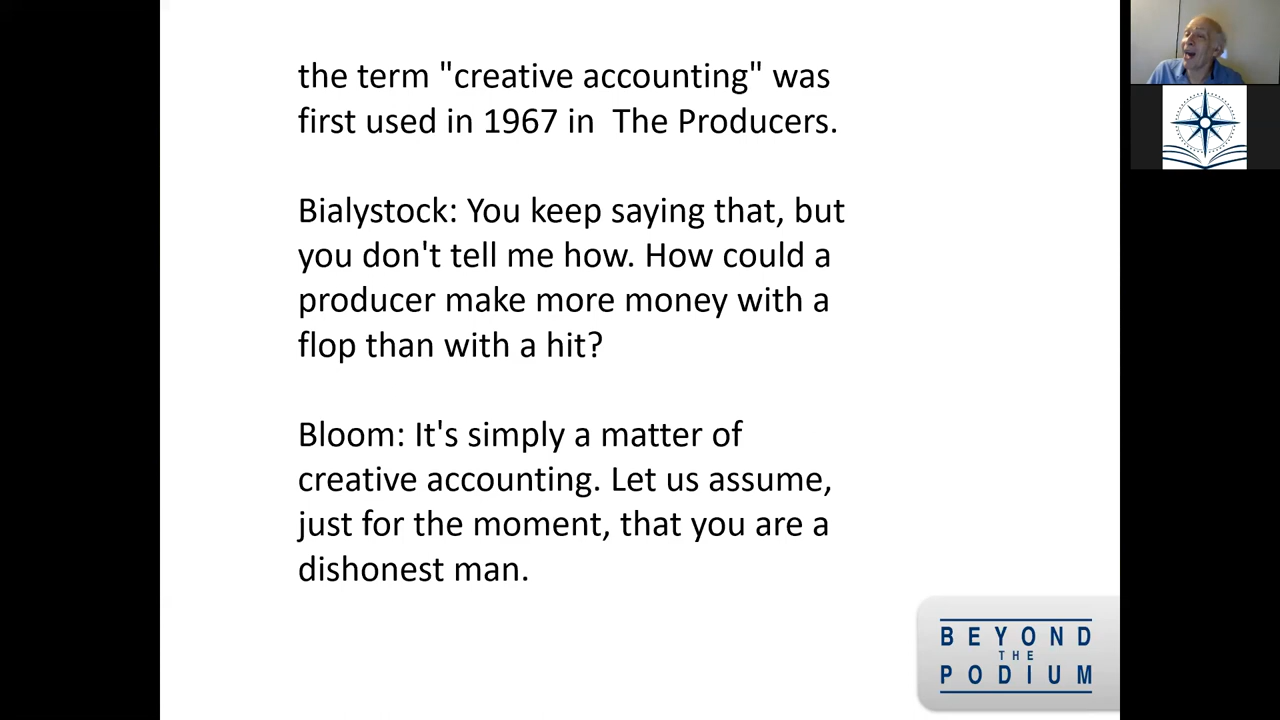 the term "creative accounting" was
first used in 1967 in  The Producers.
Bialystock: You keep saying that, but
you don't tell me how. How could a
producer make more money with a
flop than with a hit?
Bloom: It's simply a matter of
creative accounting. Let us assume,
just for the moment, that you are a
dishonest man.
BEYOND
THE
PODIUM